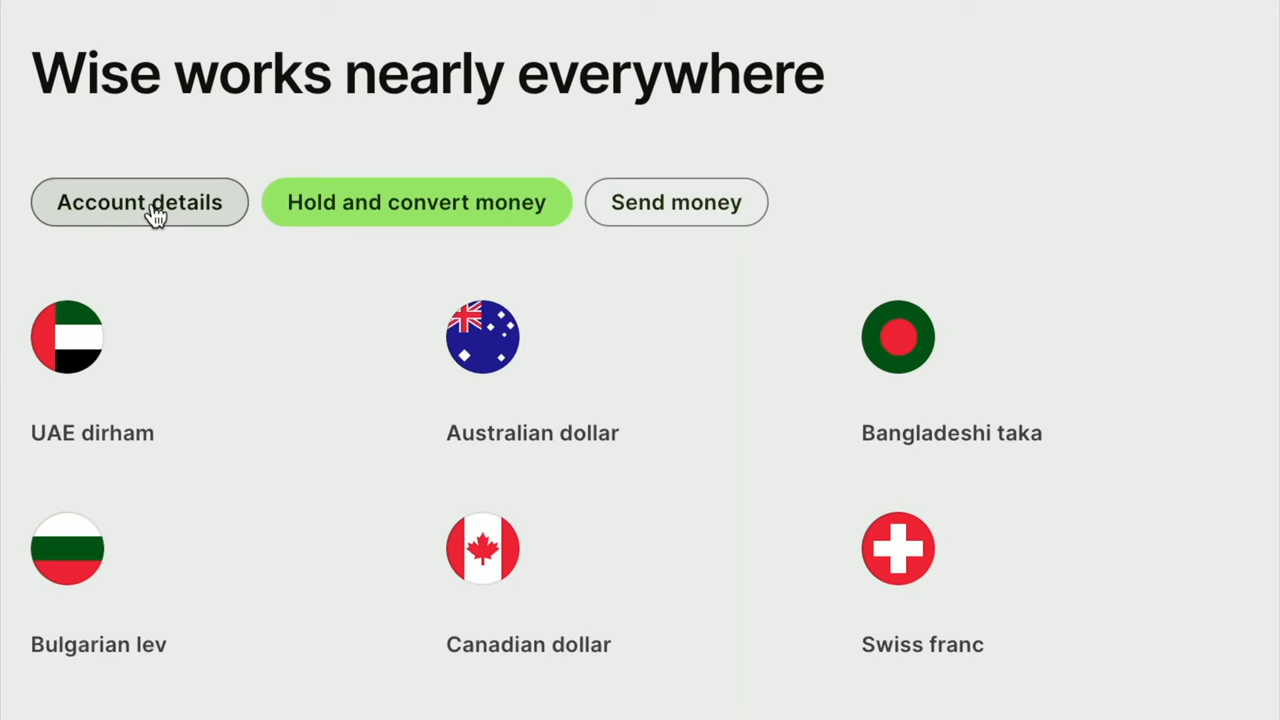 Wise works nearly everywhere
Account details
Hold and convert money
Send money
UAE dirham
Australian dollar
Bangladeshi taka
Bulgarian lev
Canadian dollar
Swiss franc